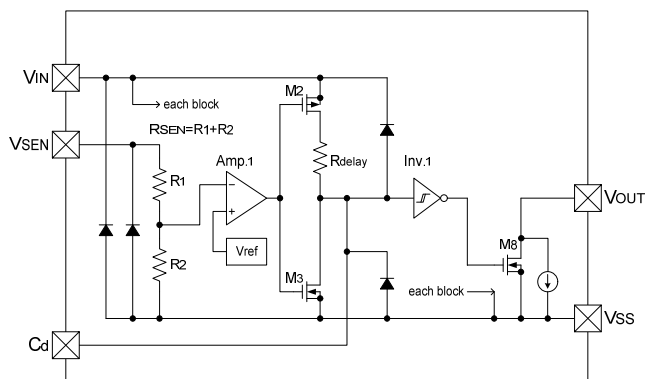 VIN
M2
each block
RSEN=R1+R2
VSEN
Amp.1
Rdelay
Inv.1
R1
VOUT
Vref
M8
R2
M3
each block
VSS
Cd